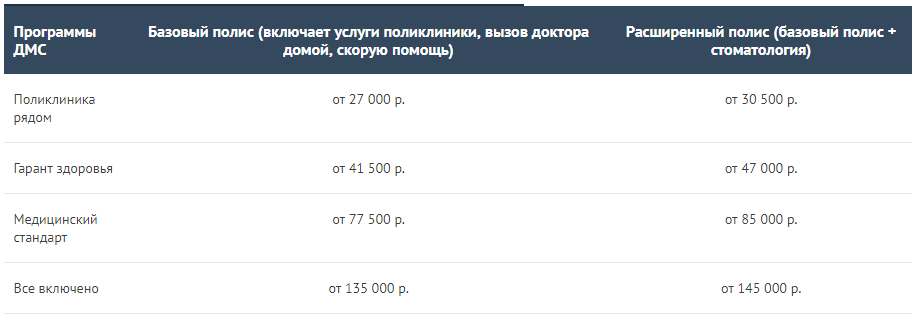 Программы ДМС
Базовый полис (включает услуги поликлиники, вызов доктора
домой, скорую помощь)
Расширенный полис (базовый полис +
стоматология)
Поликлиника
рядом
от 27 000 р.
от 30 500 р.
Гарант здоровья
от 41 500 р.
от 47 000 р.
Медицинский
стандарт
от 77 500 р.
от 85 000 р.
Все включено
от 135 000 р.
от 145 000 р.